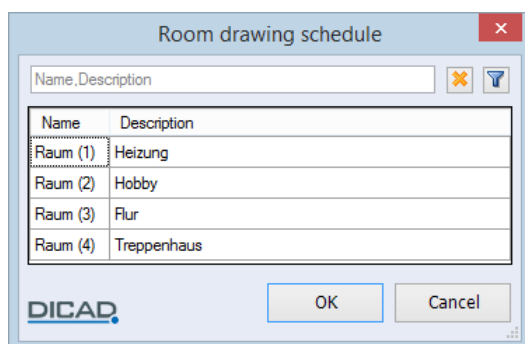 Room drawing schedule
Name,Description
Name Description
Raum (1) Heizung
Raum (2) Hobby
Raum (3) Flur
Raum (4) Treppenhaus
DICAD OK Cancel